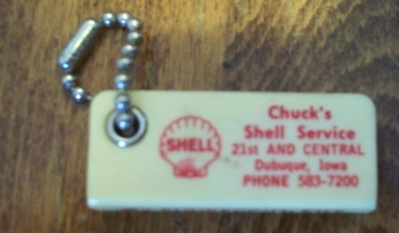 SHELL
Chuck's
Shell Service
21st AND CENTRAL
Dubuque, Iowa
PHONE 583-7200